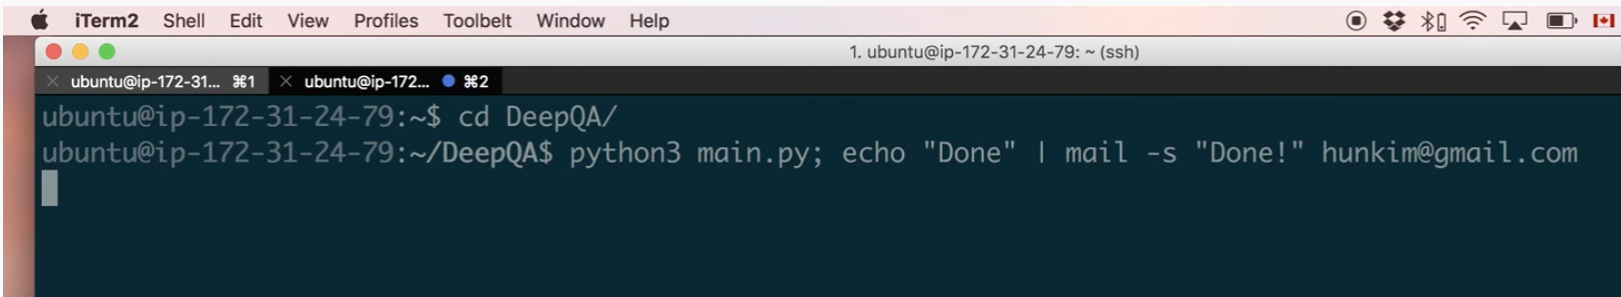 iTerm2 Shell Edit View Profiles Toolbelt Window Help
1. ubuntu@ip-172-31-24-79: ~ (ssh)
ubuntu@ip-172-31... ⌘1 ubuntu@ip-172... ⌘2
ubuntu@ip-172-31-24-79:~$ cd DeepQA/
ubuntu@ip-172-31-24-79:~/DeepQA$ python3 main.py; echo "Done" | mail -s "Done!" hunkim@gmail.com